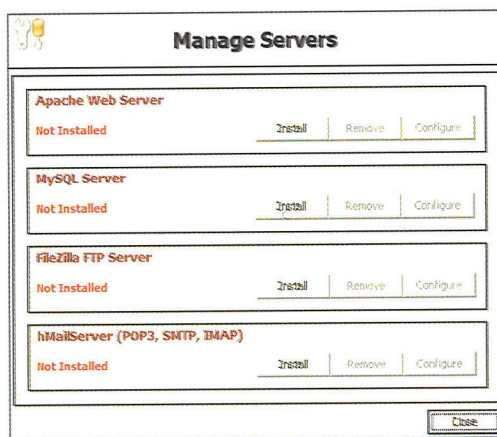 Manage Servers
Apache Web Server
Not Installed
Install Remove Configure
MySQL Server
Not Installed
Install Remove Configure
FileZilla FTP Server
Not Installed
Install Remove Configure
hMailServer (POP3, SMTP, IMAP)
Not Installed
Install Remove Configure
Close